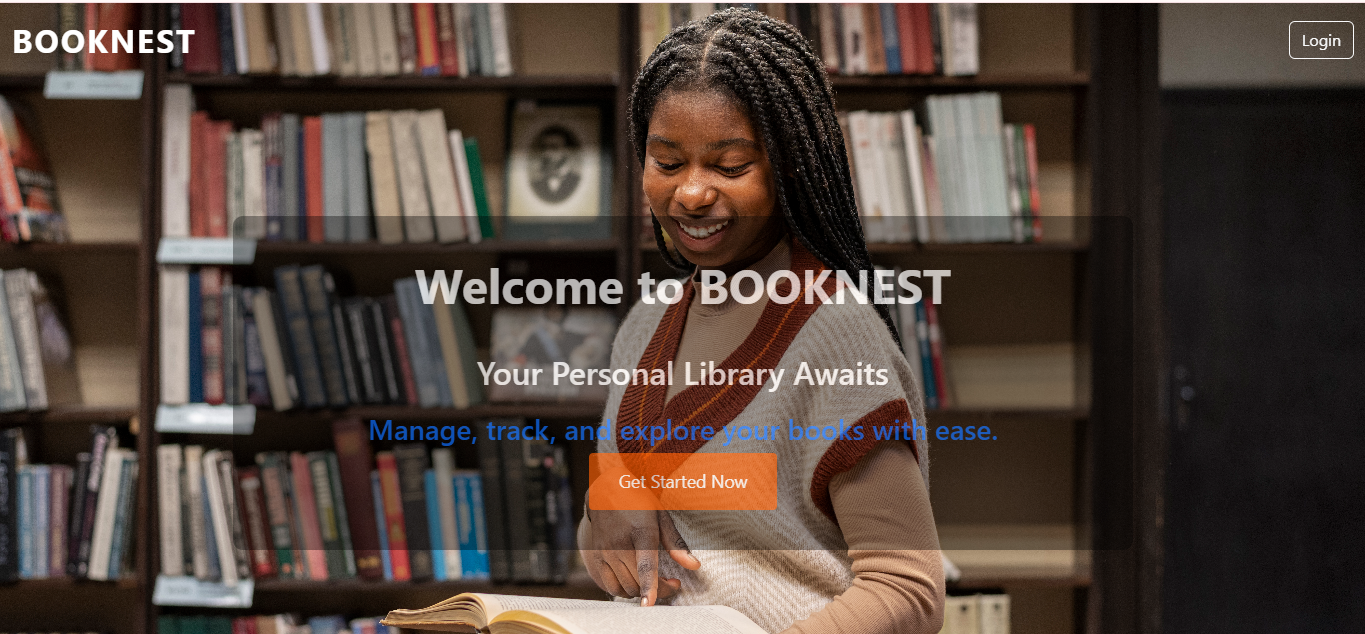 BOOKNEST
Login
Welcome to BOOKNEST
Your Personal Library Awaits
Manage, track, and explore your books with ease.
Get Started Now